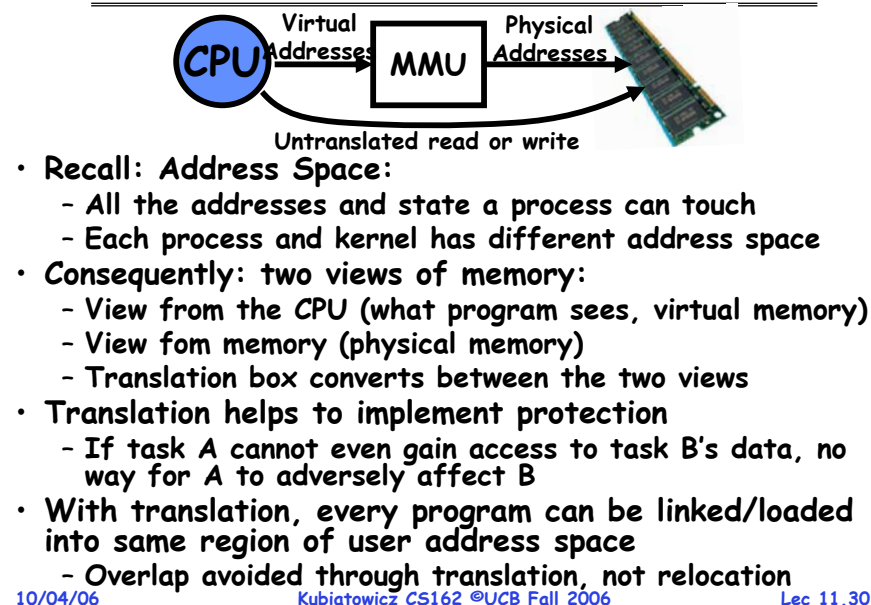 Virtual Addresses
Physical Addresses
CPU
MMU
Untranslated read or write
• Recall: Address Space:
– All the addresses and state a process can touch
– Each process and kernel has different address space
• Consequently: two views of memory:
– View from the CPU (what program sees, virtual memory)
– View fom memory (physical memory)
– Translation box converts between the two views
• Translation helps to implement protection
– If task A cannot even gain access to task B's data, no
way for A to adversely affect B
• With translation, every program can be linked/loaded
into same region of user address space
– Overlap avoided through translation, not relocation
10/04/06 Kubiatowicz CS162 ©UCB Fall 2006 Lec 11.30